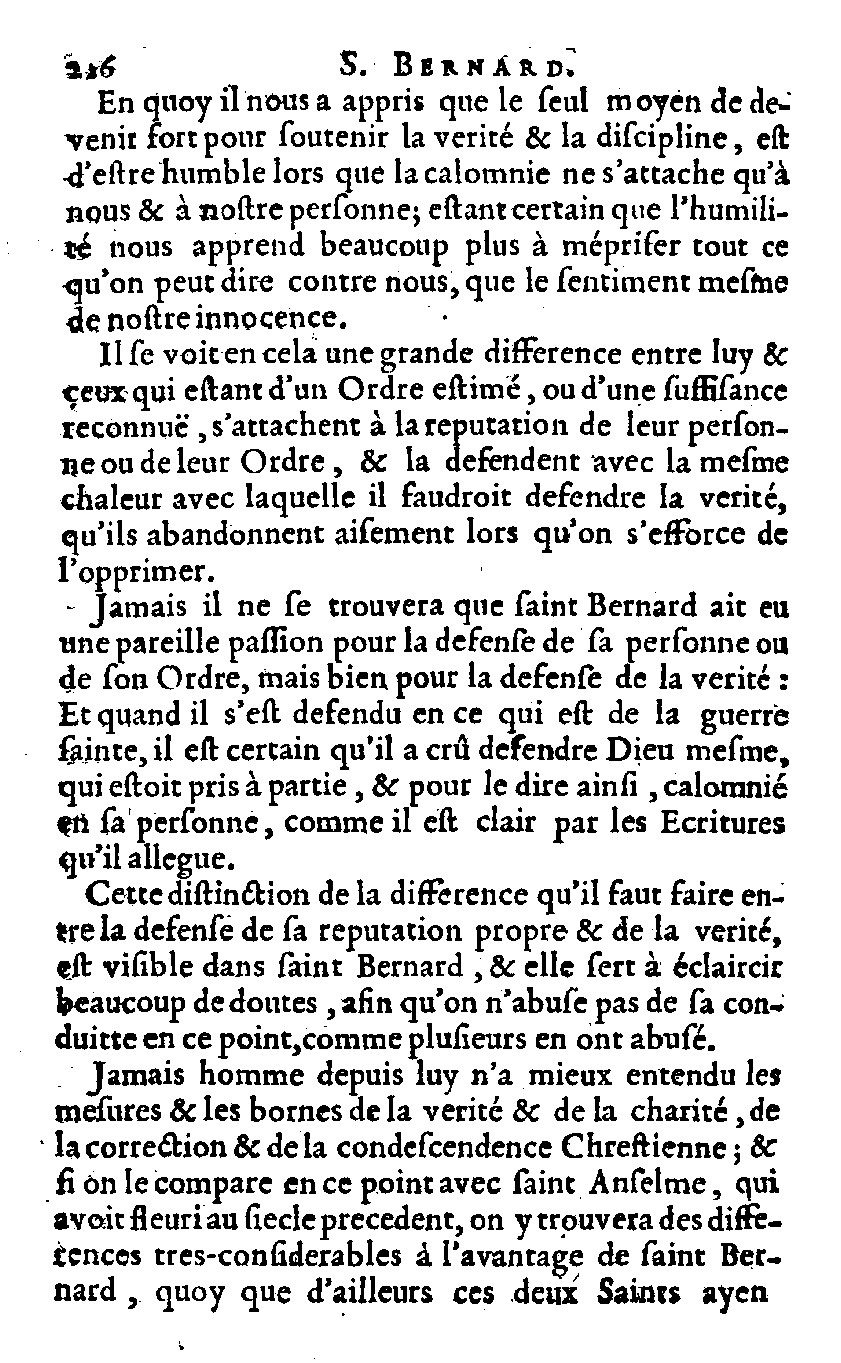 216 S. BERNARD.
En quoy il nous a appris que le ſeul moyen de de-
venir fort pour ſoutenir la verité & la diſcipline, eſt
d'eſtre humble lors que la calomnie ne s'attache qu'à
nous & à noſtre perſonne; eſtant certain que l'humili-
té nous apprend beaucoup plus à mépriſer tout ce
qu'on peut dire contre nous, que le ſentiment meſme
de noſtre innocence.
Il ſe voit en cela une grande difference entre luy &
ceux qui eſtant d'un Ordre eſtimé, ou d'une ſuffiſance
reconnuë, s'attachent à la reputation de leur perſon-
ne ou de leur Ordre, & la defendent avec la meſme
chaleur avec laquelle il faudroit defendre la verité,
qu'ils abandonnent aiſement lors qu'on s'efforce de
l'opprimer.
Jamais il ne ſe trouvera que ſaint Bernard ait eu
une pareille paſſion pour la defenſe de ſa perſonne ou
de ſon Ordre, mais bien pour la defenſe de la verité :
Et quand il s'eſt defendu en ce qui eſt de la guerre
ſainte, il eſt certain qu'il a crû defendre Dieu meſme,
qui eſtoit pris à partie, & pour le dire ainſi, calomnié
en ſa perſonne, comme il eſt clair par les Ecritures
qu'il allegue.
Cette diſtinction de la difference qu'il faut faire en-
tre la defenſe de ſa reputation propre & de la verité,
eſt viſible dans ſaint Bernard, & elle ſert à éclaircir
beaucoup de doutes, afin qu'on n'abuſe pas de ſa con-
duitte en ce point, comme pluſieurs en ont abuſé.
Jamais homme depuis luy n'a mieux entendu les
meſures & les bornes de la verité & de la charité, de
la correction & de la condeſcendence Chreſtienne; &
ſi on le compare en ce point avec ſaint Anſelme, qui
avoit fleuri au ſiecle precedent, on y trouvera des diffe-
rences tres-conſiderables à l'avantage de ſaint Ber-
nard, quoy que d'ailleurs ces deux Saints ayen